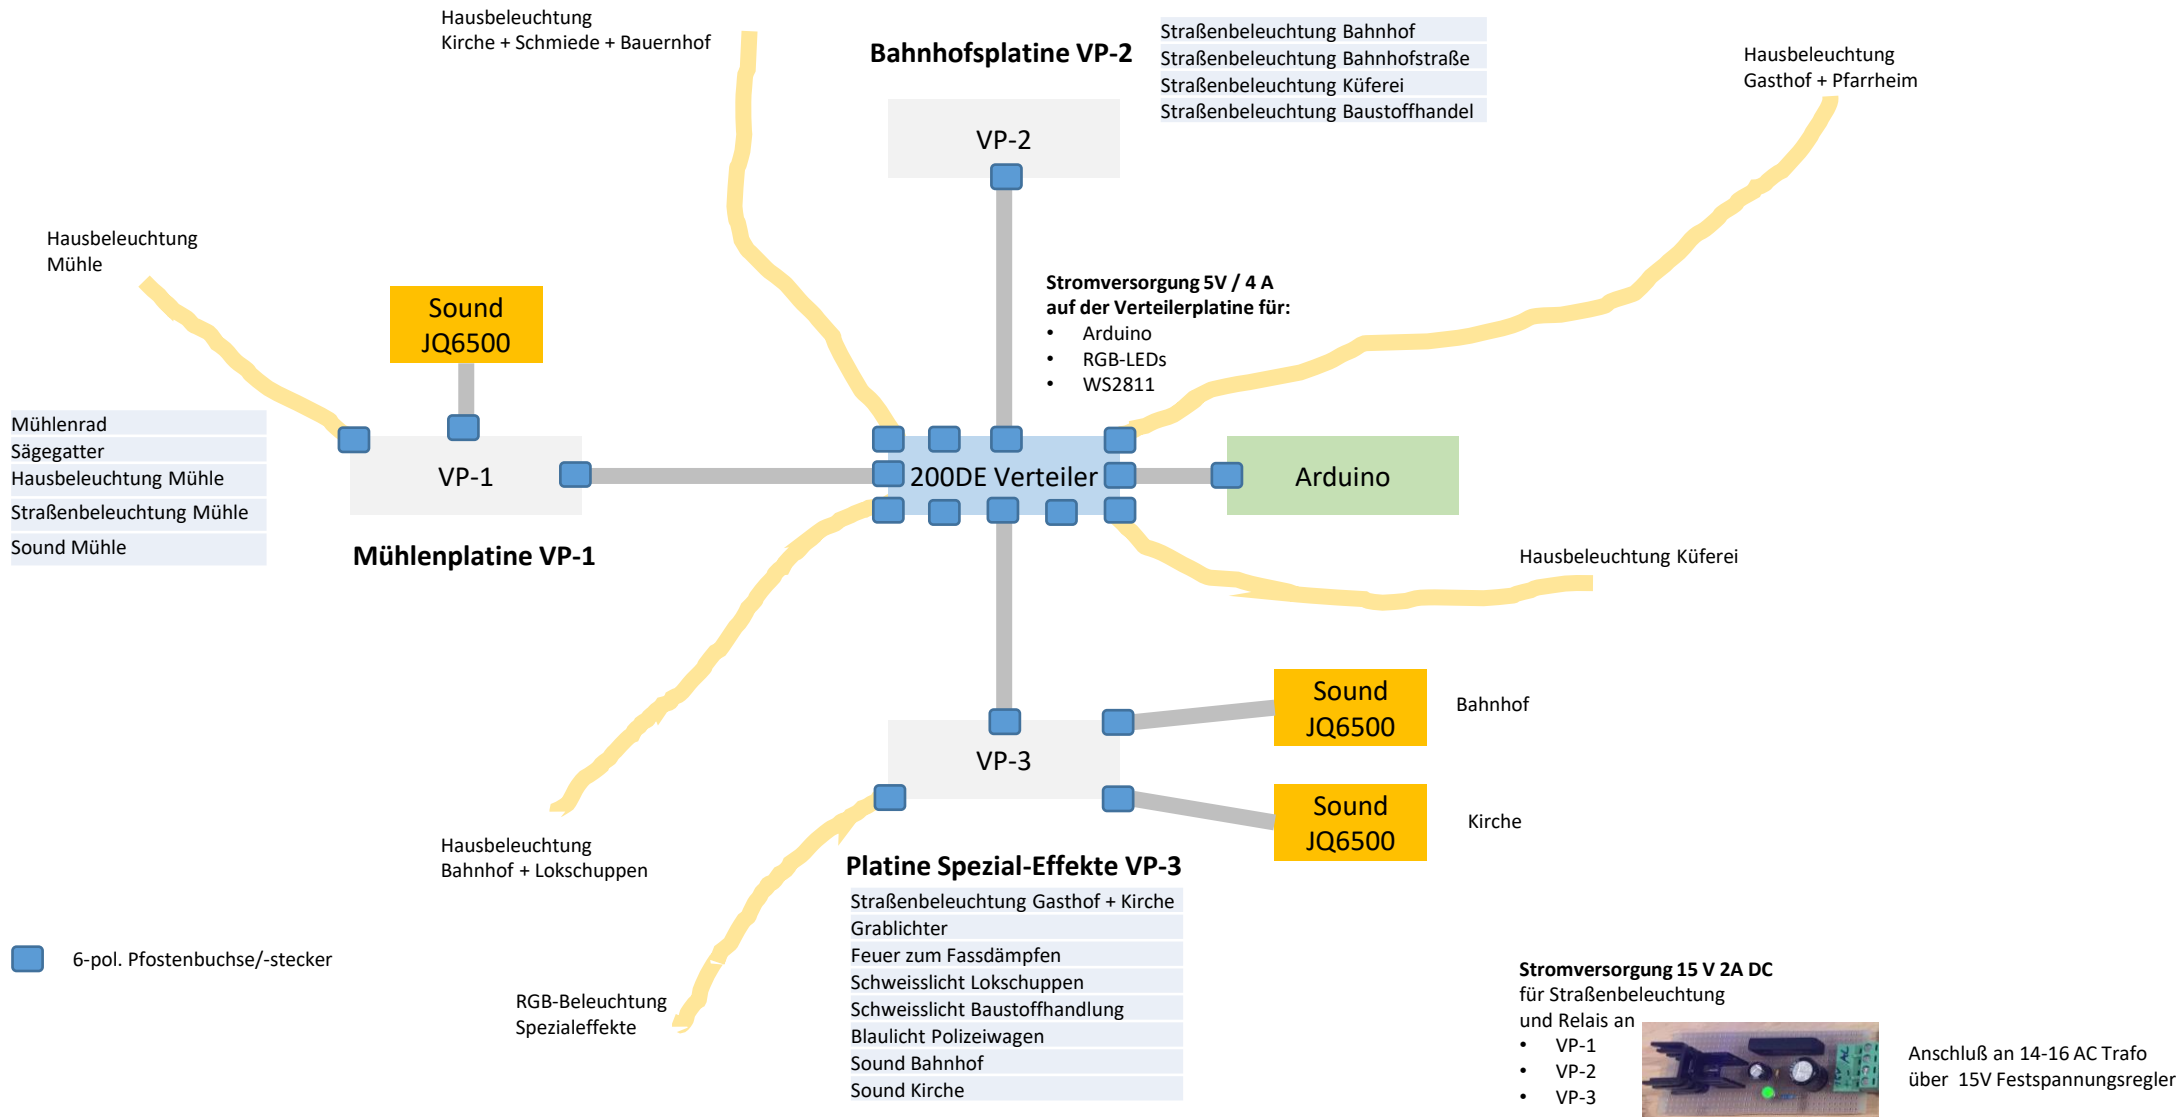 Hausbeleuchtung
Kirche + Schmiede + Bauernhof
Bahnhofsplatine VP-2
Straßenbeleuchtung Bahnhof
Straßenbeleuchtung Bahnhofstraße
Straßenbeleuchtung Küferei
Straßenbeleuchtung Baustoffhandel
Hausbeleuchtung
Gasthof + Pfarrheim
VP-2
Hausbeleuchtung
Mühle
Sound
JQ6500
Stromversorgung 5V / 4 A
auf der Verteilerplatine für:
• Arduino
• RGB-LEDs
• WS2811
Mühlenrad
Sägegatter
Hausbeleuchtung Mühle
Straßenbeleuchtung Mühle
Sound Mühle
VP-1
200DE Verteiler
Arduino
Mühlenplatine VP-1
Hausbeleuchtung Küferei
Sound
JQ6500
Bahnhof
VP-3
Sound
JQ6500
Kirche
Hausbeleuchtung
Bahnhof + Lokschuppen
Platine Spezial-Effekte VP-3
Straßenbeleuchtung Gasthof + Kirche
Grablichter
Feuer zum Fassdämpfen
Schweisslicht Lokschuppen
Schweisslicht Baustoffhandlung
Blaulicht Polizeiwagen
Sound Bahnhof
Sound Kirche
6-pol. Pfostenbuchse/-stecker
RGB-Beleuchtung
Spezialeffekte
Stromversorgung 15 V 2A DC
für Straßenbeleuchtung
und Relais an
• VP-1
• VP-2
• VP-3
AC
Anschluß an 14-16 AC Trafo
über 15V Festspannungsregler